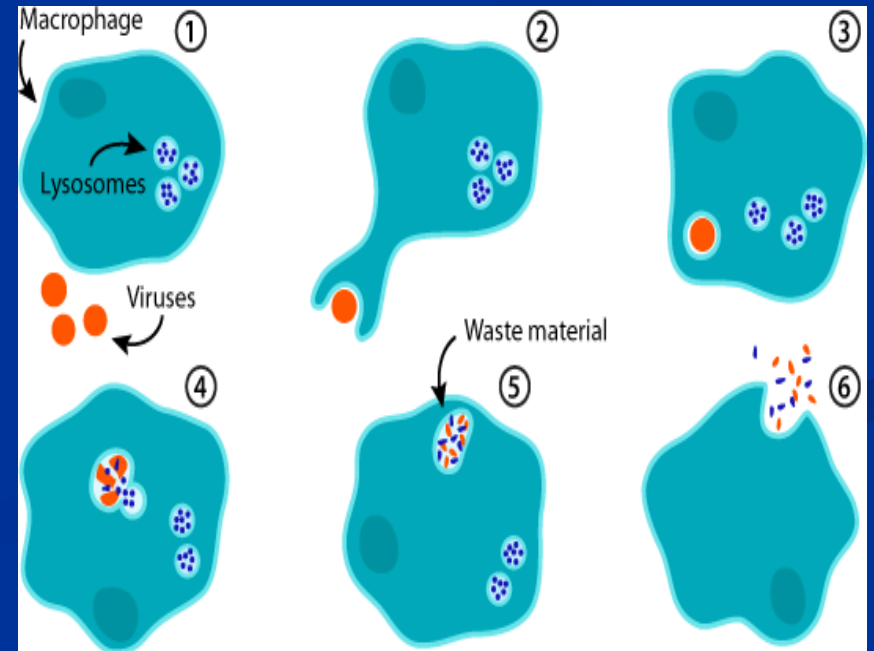 Macrophage
①
②
③
Lysosomes
Viruses
Waste material
④
⑤
⑥